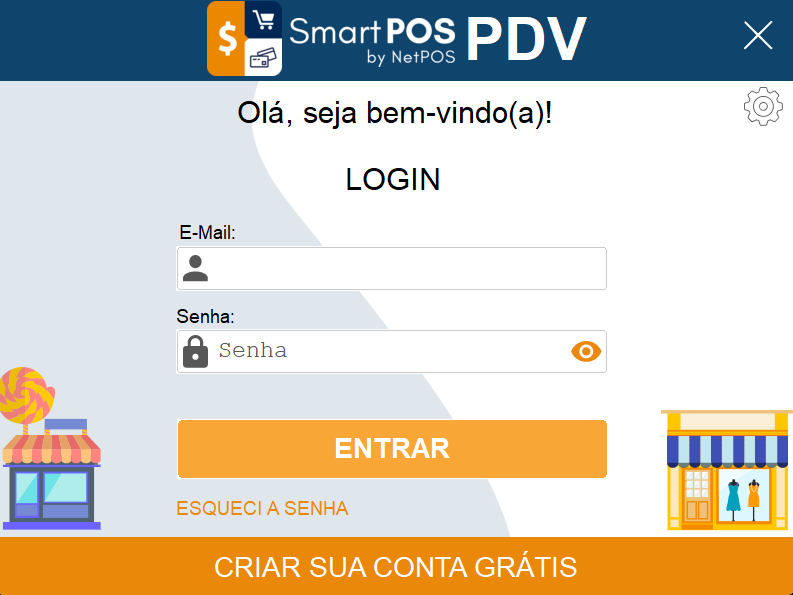 $
SmartPOS
by NetPOS
PDV
Olá, seja bem-vindo(a)!
LOGIN
E-Mail:
Senha:
Senha
ENTRAR
ESQUECI A SENHA
CRIAR SUA CONTA GRÁTIS